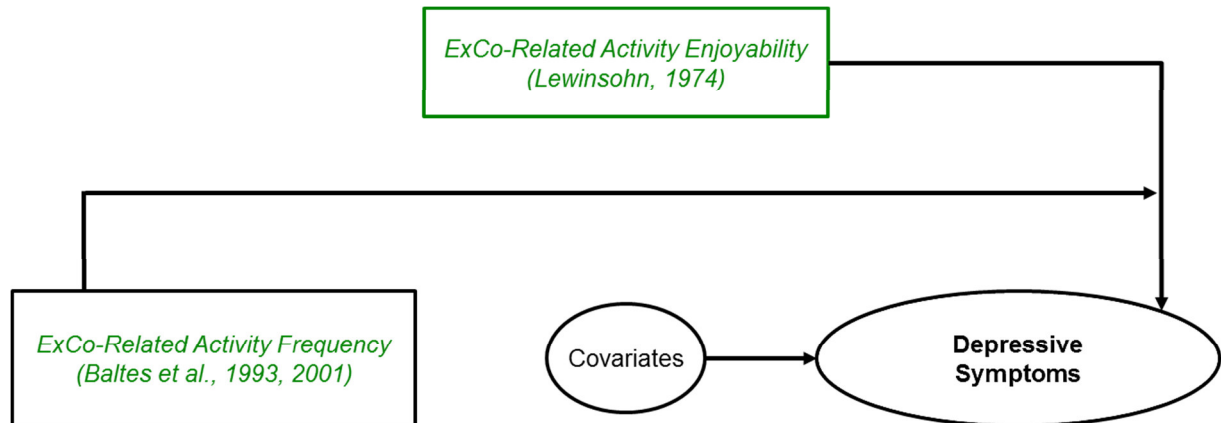 ExCo-Related Activity Enjoyability
(Lewinsohn, 1974)
ExCo-Related Activity Frequency
(Baltes et al., 1993, 2001)
Covariates
Depressive
Symptoms